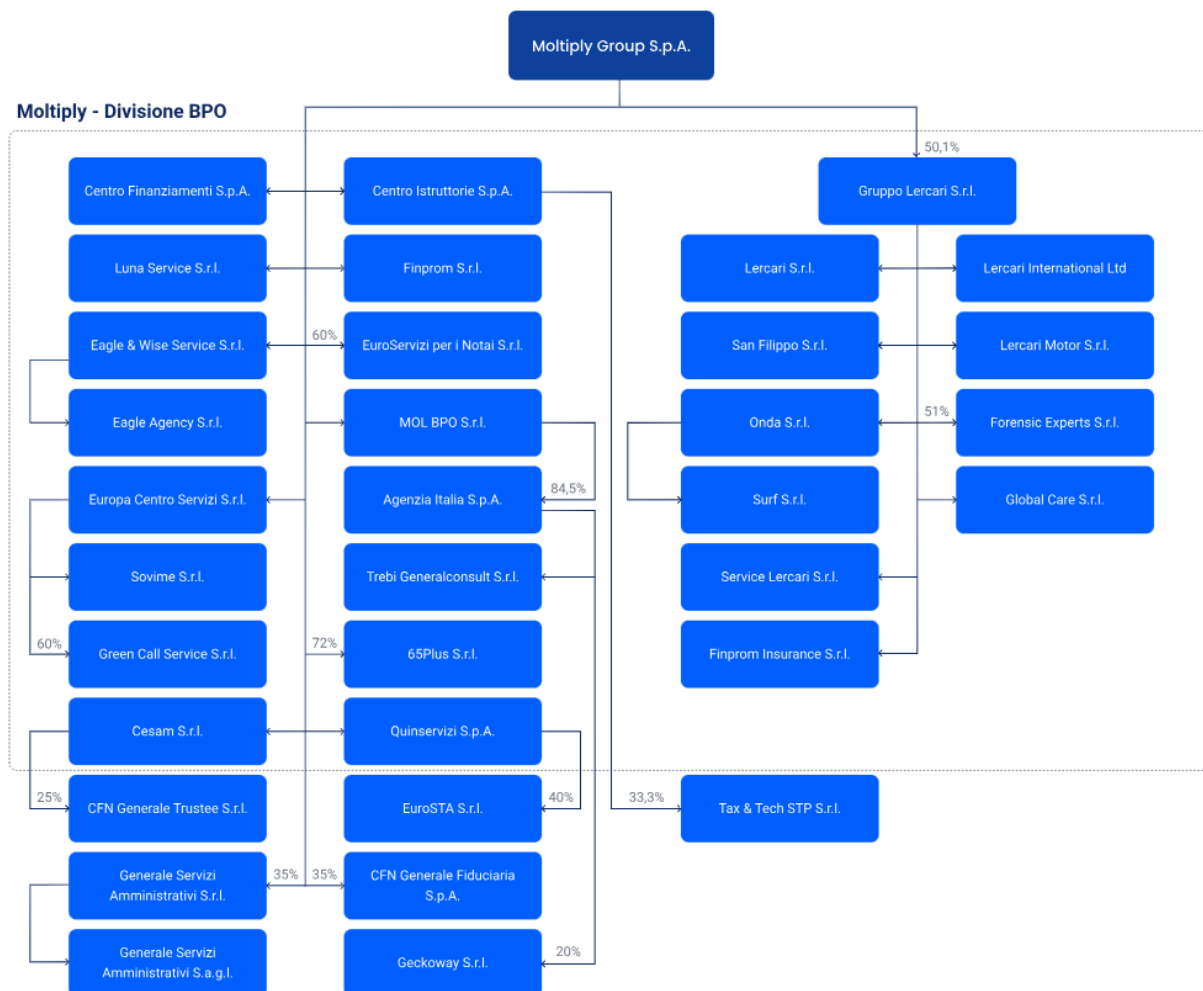 Moltiply Group S.p.A.
Moltiply - Divisione BPO
50,1%
Centro Finanziamenti S.p.A.
Centro Istruttorie S.p.A.
Gruppo Lercari S.r.l.
Luna Service S.r.l.
Finprom S.r.l.
Lercari S.r.l.
Lercari International Ltd
Eagle & Wise Service S.r.l.
60%
EuroServizi per i Notai S.r.l.
San Filippo S.r.l.
Lercari Motor S.r.l.
Eagle Agency S.r.l.
MOL BPO S.r.l.
Onda S.r.l.
51%
Forensic Experts S.r.l.
Europa Centro Servizi S.r.l.
Agenzia Italia S.p.A.
84,5%
Surf S.r.l.
Global Care S.r.l.
Sovime S.r.l.
Trebi Generalconsult S.r.l.
Service Lercari S.r.l.
60%
Green Call Service S.r.l.
72%
65Plus S.r.l.
Finprom Insurance S.r.l.
Cesam S.r.l.
Quinservizi S.p.A.
25%
CFN Generale Trustee S.r.l.
EuroSTA S.r.l.
40%
33,3%
Tax & Tech STP S.r.l.
Generale Servizi
Amministrativi S.r.l.
35%
35%
CFN Generale Fiduciaria
S.p.A.
Generale Servizi
Amministrativi S.a.g.l.
Geckoway S.r.l.
20%